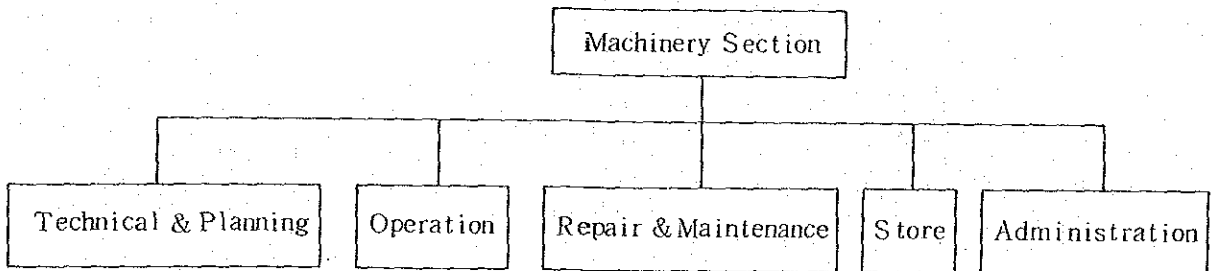 Machinery Section
Technical & Planning
Operation
Repair & Maintenance
Store
Administration